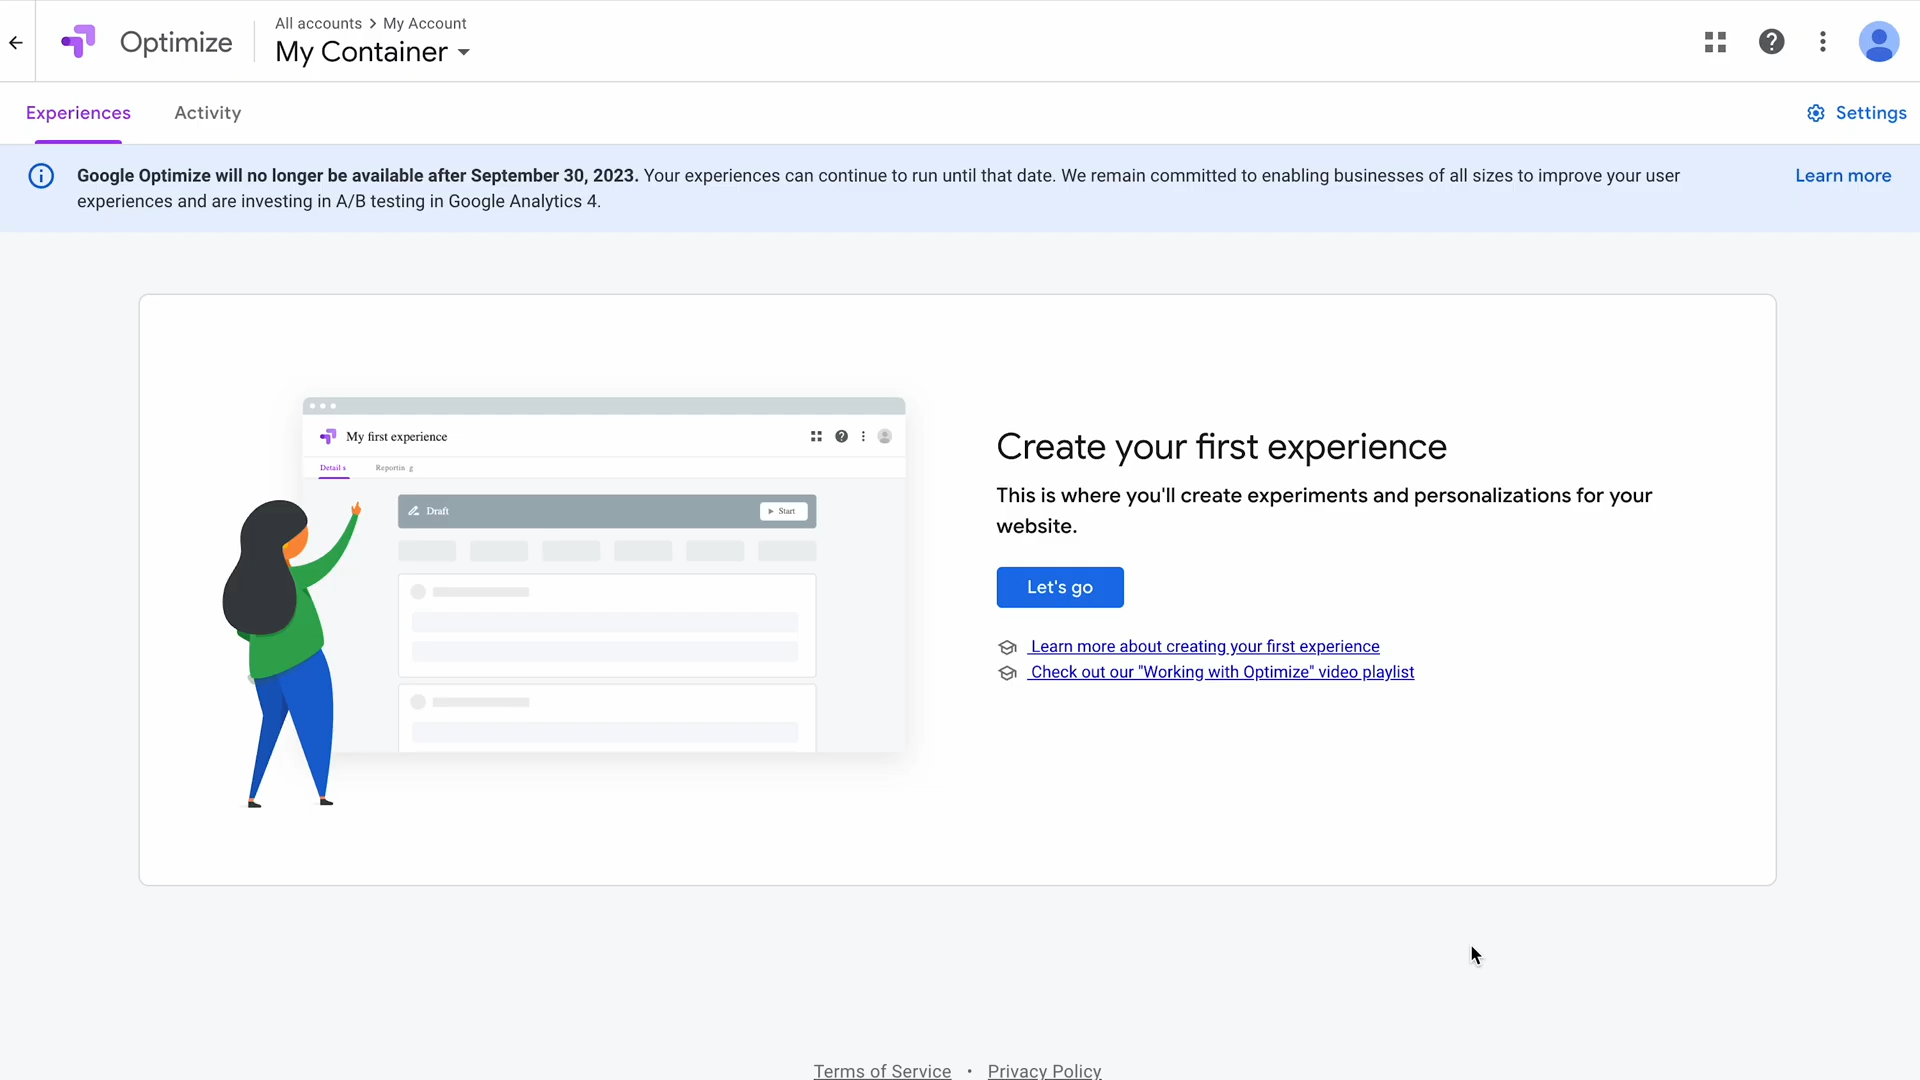 All accounts > My Account
Optimize
My Container
Experiences
Activity
Settings
Google Optimize will no longer be available after September 30, 2023. Your experiences can continue to run until that date. We remain committed to enabling businesses of all sizes to improve your user
experiences and are investing in A/B testing in Google Analytics 4.
Learn more
My first experience
Detail s
Reportin g
Draft
Start
Create your first experience
This is where you'll create experiments and personalizations for your
website.
Let's go
Learn more about creating your first experience
Check out our "Working with Optimize" video playlist
Terms of Service • Privacy Policy